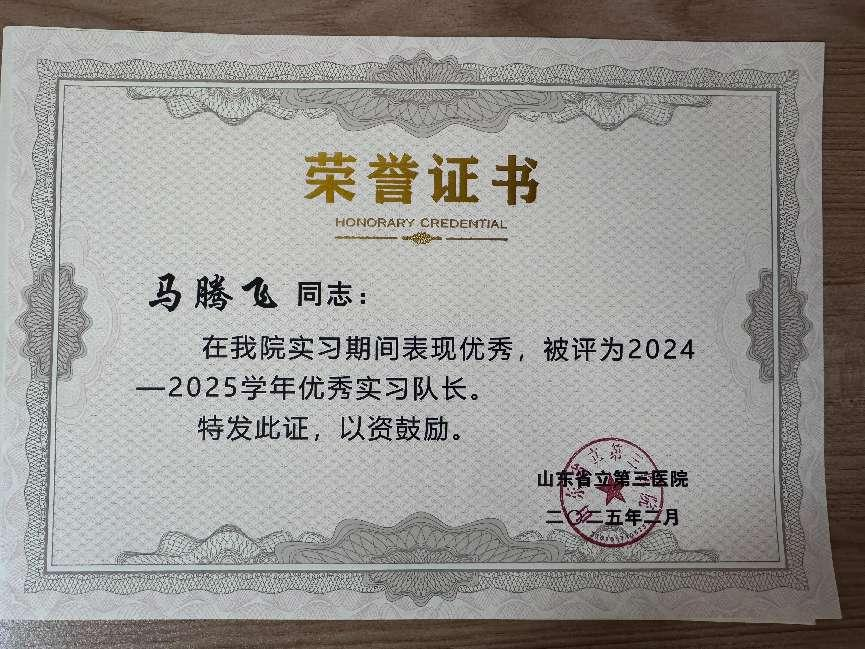 荣誉证书
HONORARY CREDENTIAL
马腾飞 同志：
在我院实习期间表现优秀，被评为2024
—2025学年优秀实习队长。
特发此证，以资鼓励。
山东省立第三医院
二〇二五年二月